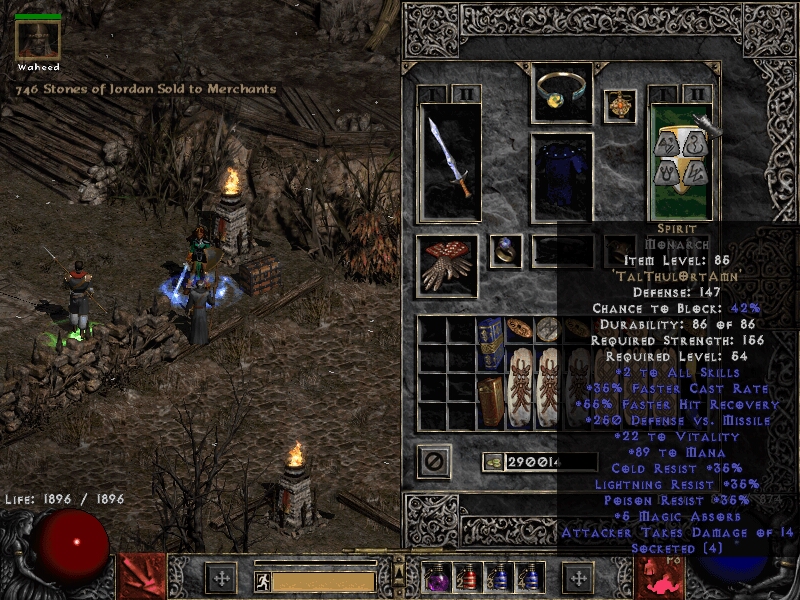 Waheed
746 Stones of Jordan Sold to Merchants
II
II
Spirit
Monarch
Item Level: 85
'TalThulOrtAmn'
Defense: 147
Chance to Block: 42%
Durability: 86 of 86
Required Strength: 156
Required Level: 54
+2 to All Skills
+35% Faster Cast Rate
+55% Faster Hit Recovery
+250 Defense vs. Missile
+22 to Vitality
+89 to Mana
Cold Resist +35%
Lightning Resist +35%
Poison Resist +35%
+5 Magic Absorb
Attacker Takes Damage of 14
Socketed (4)
290014
Life: 1896 / 1896